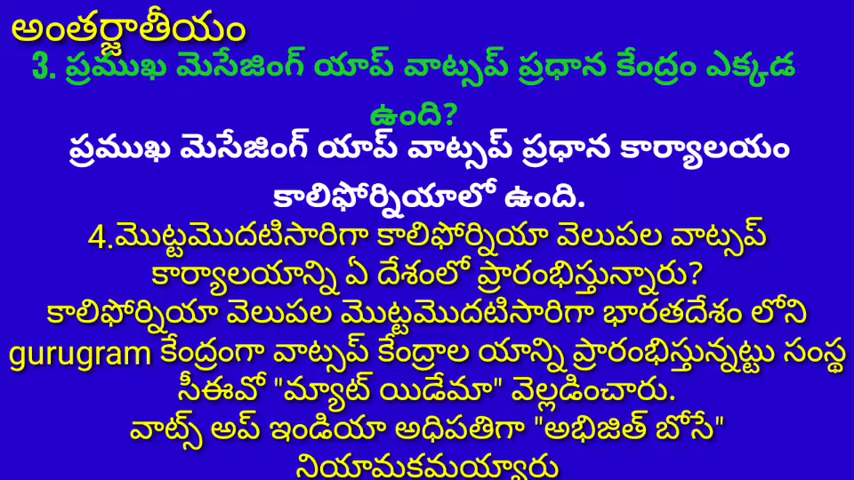 అంతర్జాతీయం
3. ప్రముఖ మెసేజింగ్ యాప్ వాట్సప్ ప్రధాన కేంద్రం ఎక్కడ
ఉంది?
ప్రముఖ మెసేజింగ్ యాప్ వాట్సప్ ప్రధాన కార్యాలయం
కాలిఫోర్నియాలో ఉంది.
4.మొట్టమొదటిసారిగా కాలిఫోర్నియా వెలుపల వాట్సప్
కార్యాలయాన్ని ఏ దేశంలో ప్రారంభిస్తున్నారు?
కాలిఫోర్నియా వెలుపల మొట్టమొదటిసారిగా భారతదేశం లోని
gurugram కేంద్రంగా వాట్సప్ కేంద్రాల యాన్ని ప్రారంభిస్తున్నట్టు సంస్థ
సీఈవో "మ్యాట్ యిడేమా" వెల్లడించారు.
వాట్స్ అప్ ఇండియా అధిపతిగా "అభిజిత్ బోసే"
నియామకమయ్యారు